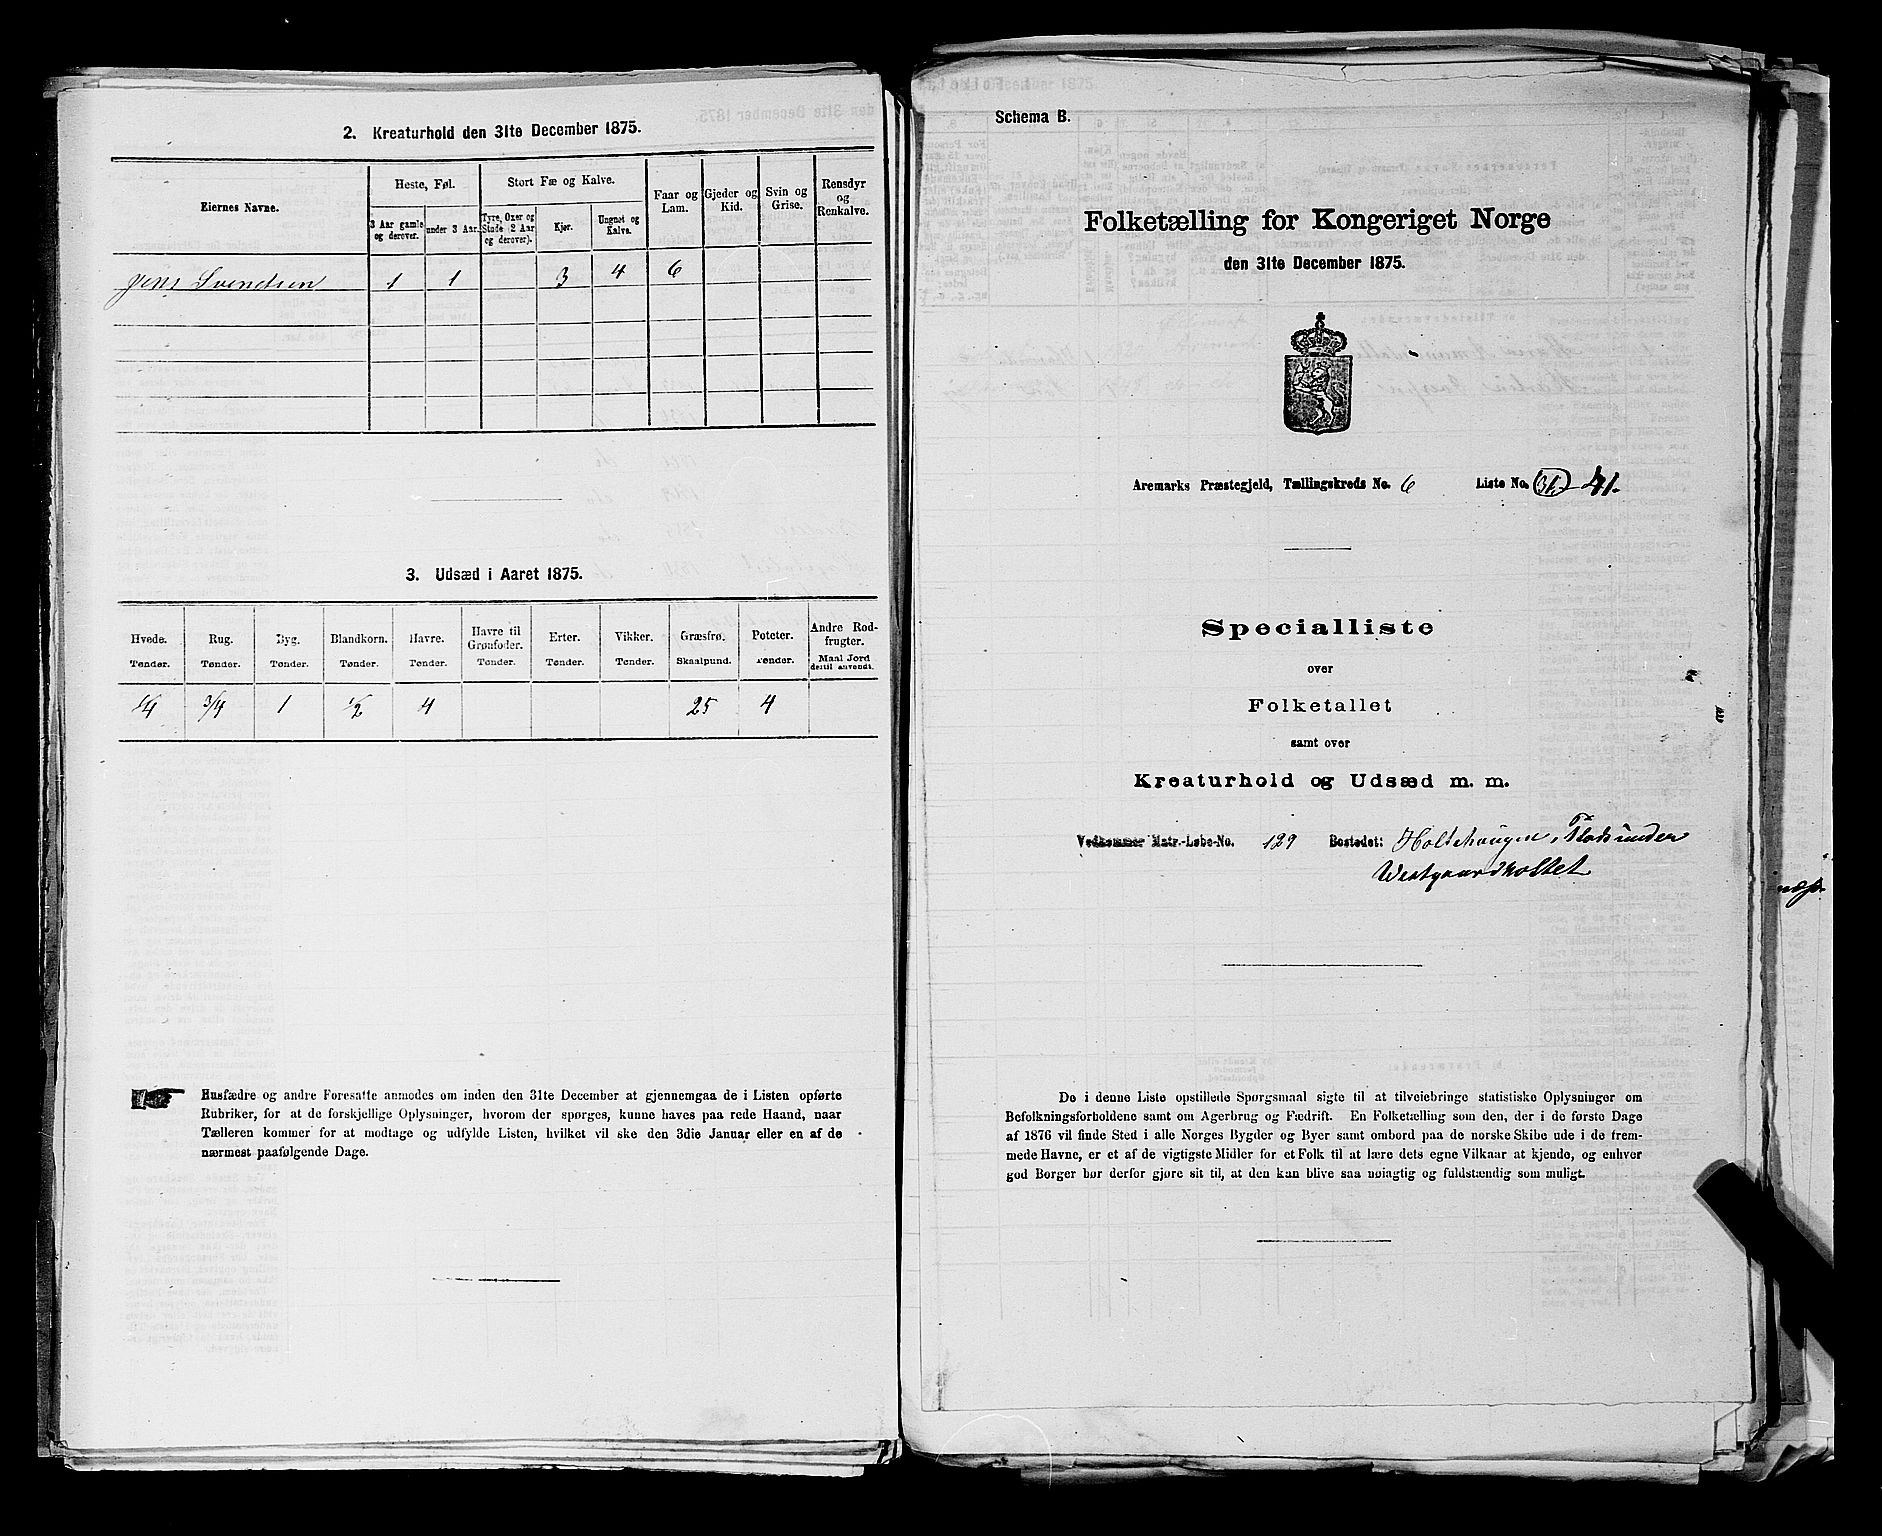 2. Kreaturhold den 31te December 1875.
Eiernes Navne.
Heste, Føl.
Stort Fæ og Kalve.
Faar og Lam.
Gjeder og Kid.
Svin og Grise.
Rensdyr og Renkalve.
3 Aar gamle og derover.
under 3 Aar.
Tyre, Oxer og Stude 2 Aar og derover).
Kjør.
Ungnøt og Kalve.
Jens Svendsen 1 1 3 4 6
3. Udsæd i Aaret 1875.
Hvede. Rug. Byg. Blandkorn. Havre. Havre til Grønfoder. Erter. Vikker. Græsfrø. Poteter. Andre Rodfrugter.
Tønder. Tønder. Tønder. Tønder. Tønder. Tønder. Tønder. Tønder. Skaalpund. Tønder. Maal Jord dertil anvendt.
1/4 3/4 1 1/2 4 25 4
Husfædre og andre Foresatte anmodes om inden den 31te December at gjennemgaa de i Listen opførte
Rubriker, for at de forskjellige Oplysninger, hvorom der spørges, kunne haves paa rede Haand, naar
Tælleren kommer for at modtage og udfylde Listen, hvilket vil ske den 3die Januar eller en af de
nærmest paafølgende Dage.
Schema B.
Folketælling for Kongeriget Norge
den 31te December 1875.
Aremarks Præstegjeld, Tællingskreds No. 6 Liste No. 41.
Specialliste
over
Folketallet
samt over
Kreaturhold og Udsæd m. m.
Vedkommer Matr.-Løbe-No. 129 Bostedet: Holtehaugen, Plads under
Westgaardholtet
De i denne Liste opstillede Spørgsmaal sigte til at tilveiebringe statistiske Oplysninger om
Befolkningsforholdene samt om Agerbrug og Fædrift. En Folketælling som den, der i de første Dage
af 1876 vil finde Sted i alle Norges Bygder og Byer samt ombord paa de norske Skibe ude i de frem-
mede Havne, er et af de vigtigste Midler for et Folk til at lære dets egne Vilkaar at kjende, og enhver
god Borger bør derfor gjøre sit til, at den kan blive saa nøiagtig og fuldstændig som muligt.